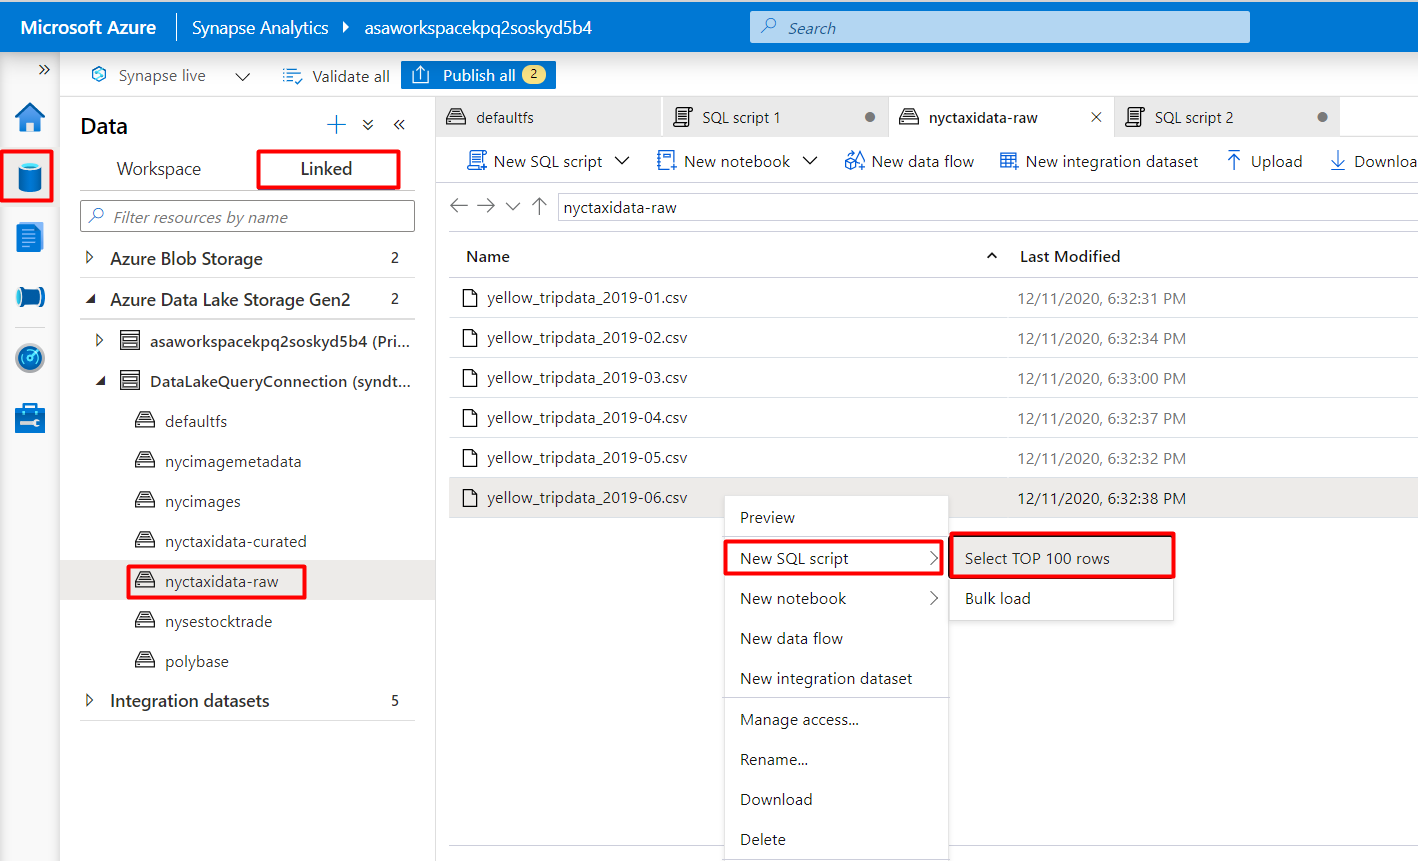 Microsoft Azure Synapse Analytics asaworkspacekpq2soskyd5b4 Search
Synapse live Validate all Publish all 2
Data
Workspace Linked
Filter resources by name
Azure Blob Storage 2
Azure Data Lake Storage Gen2 2
asaworkspacekpq2soskyd5b4 (Pri...
DataLakeQueryConnection (syndt...
defaultfs
nycimagemetadata
nycimages
nyctaxidata-curated
nyctaxidata-raw
nysestocktrade
polybase
Integration datasets 5
defaultfs SQL script 1 nyctaxidata-raw SQL script 2
New SQL script New notebook New data flow New integration dataset Upload Downloa
nyctaxidata-raw
Name Last Modified
yellow_tripdata_2019-01.csv 12/11/2020, 6:32:31 PM
yellow_tripdata_2019-02.csv 12/11/2020, 6:32:34 PM
yellow_tripdata_2019-03.csv 12/11/2020, 6:33:00 PM
yellow_tripdata_2019-04.csv 12/11/2020, 6:32:37 PM
yellow_tripdata_2019-05.csv 12/11/2020, 6:32:32 PM
yellow_tripdata_2019-06.csv 12/11/2020, 6:32:38 PM
Preview
New SQL script
New notebook
New data flow
New integration dataset
Manage access...
Rename...
Download
Delete
Select TOP 100 rows
Bulk load